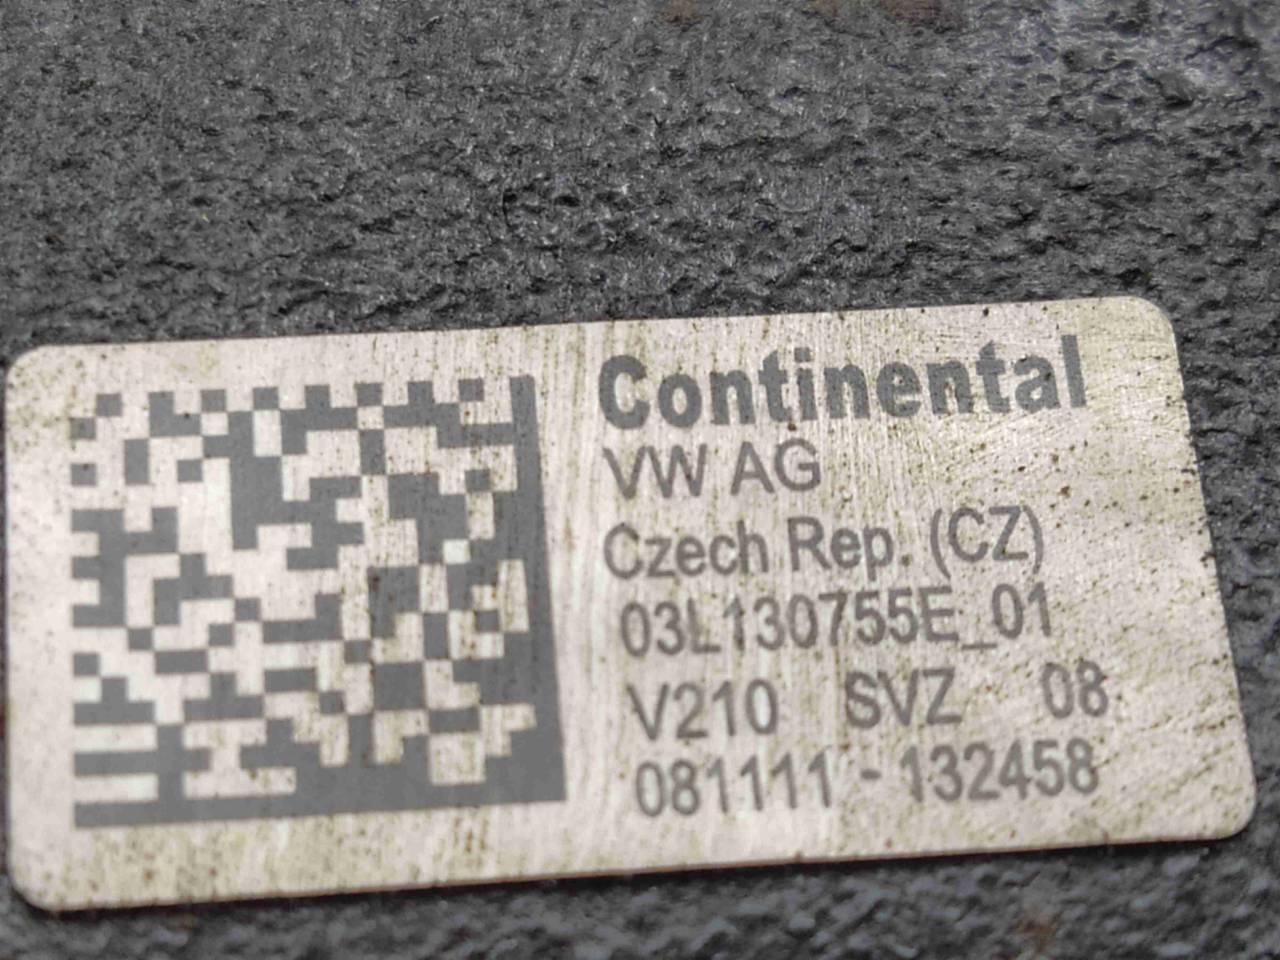 Continental
VW AG
Czech Rep. (CZ)
03L130755E_01
V210 SVZ 08
081111 - 132458